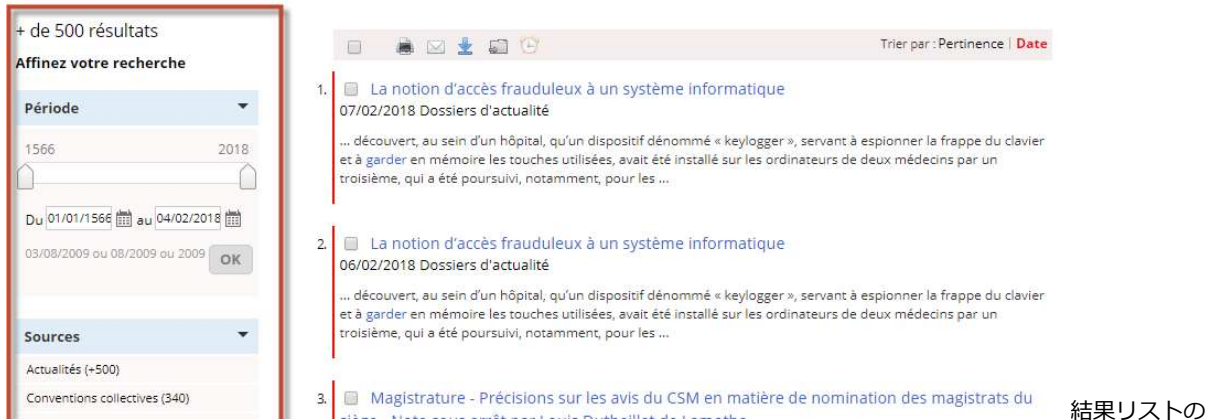 + de 500 résultats
Affinez votre recherche
Période
1566 2018
Du 01/01/1566 au 04/02/2018
03/08/2009 ou 08/2009 ou 2009 OK
Sources
Actualités (+500)
Conventions collectives (340)
Trier par : Pertinence | Date
1. La notion d'accès frauduleux à un système informatique
07/02/2018 Dossiers d'actualité
... découvert, au sein d'un hôpital, qu'un dispositif dénommé « keylogger », servant à espionner la frappe du clavier
et à garder en mémoire les touches utilisées, avait été installé sur les ordinateurs de deux médecins par un
troisième, qui a été poursuivi, notamment, pour les ...
2. La notion d'accès frauduleux à un système informatique
06/02/2018 Dossiers d'actualité
... découvert, au sein d'un hôpital, qu'un dispositif dénommé « keylogger », servant à espionner la frappe du clavier
et à garder en mémoire les touches utilisées, avait été installé sur les ordinateurs de deux médecins par un
troisième, qui a été poursuivi, notamment, pour les ...
3. Magistrature - Précisions sur les avis du CSM en matière de nomination des magistrats du
結果リストの